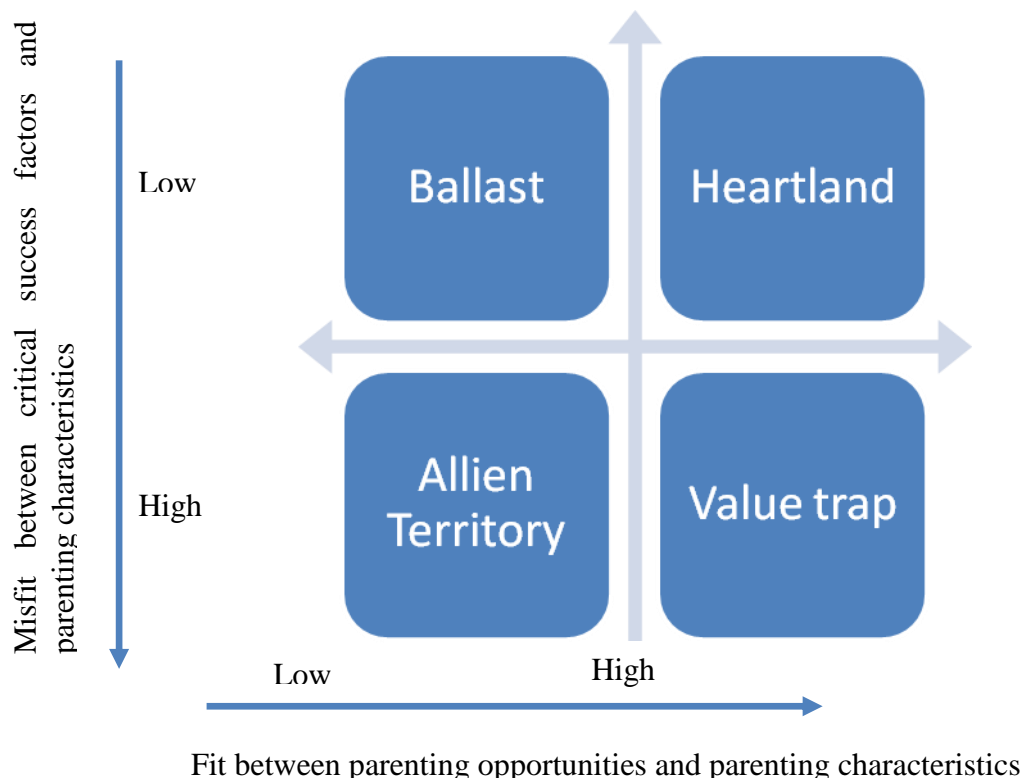 Misfit between critical success factors and
parenting characteristics
Low
High
Ballast
Heartland
Allien
Territory
Value trap
Low
High
Fit between parenting opportunities and parenting characteristics